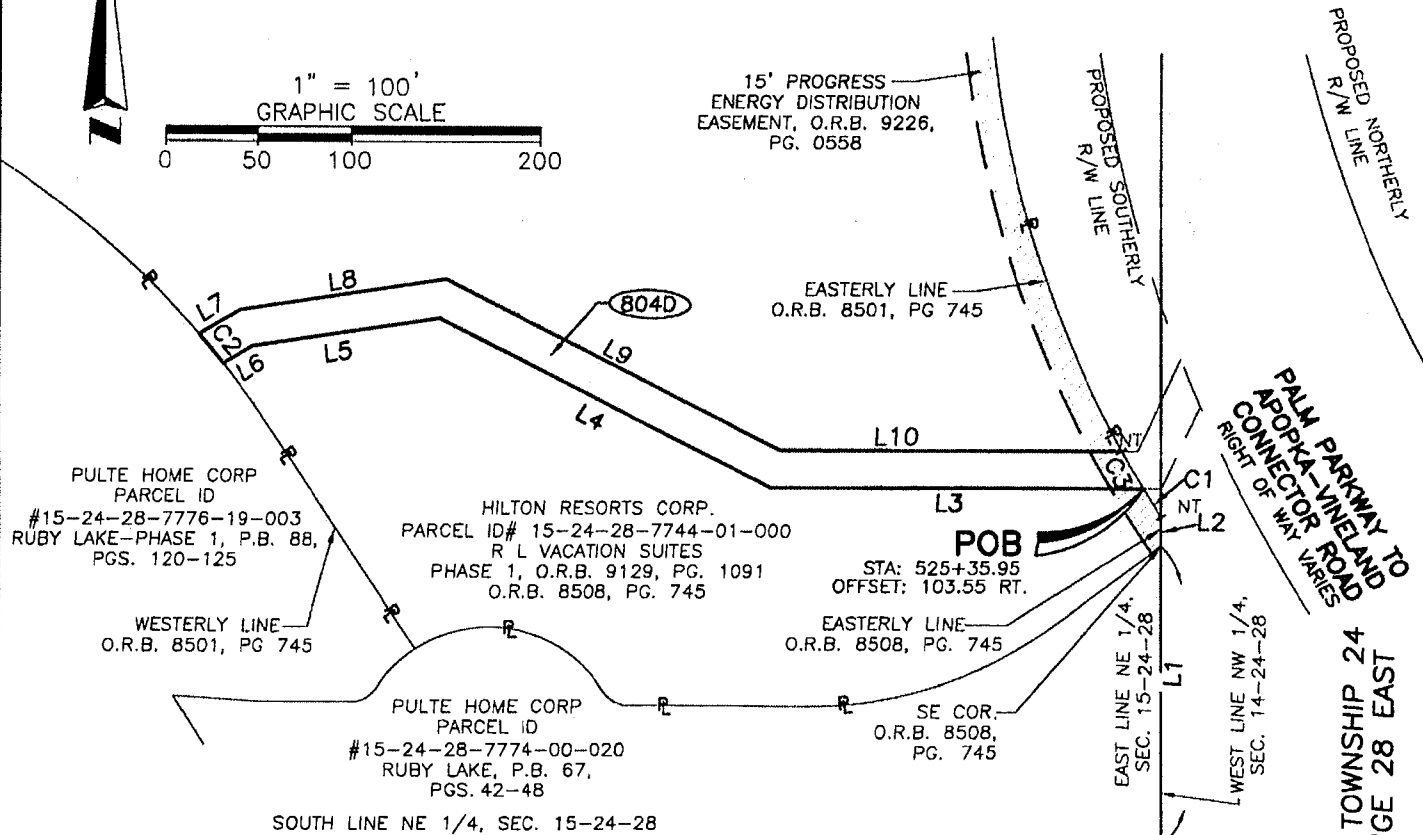 1" = 100'
GRAPHIC SCALE
0 50 100 200
15' PROGRESS
ENERGY DISTRIBUTION
EASEMENT, O.R.B. 9226,
PG. 0558
PROPOSED SOUTHERLY
R/W LINE
PROPOSED NORTHERLY
R/W LINE
EASTERLY LINE
O.R.B. 8501, PG 745
804D
L7
L8
C2
L6
L5
L9
L4
L10
L3
NT
C3
C1
NT
L2
POB
STA: 525+35.95
OFFSET: 103.55 RT.
PALM PARKWAY TO
APOPKA-VINELAND
CONNECTOR ROAD
RIGHT OF WAY VARIES
PULTE HOME CORP
PARCEL ID
#15-24-28-7776-19-003
RUBY LAKE-PHASE 1, P.B. 88,
PGS. 120-125
HILTON RESORTS CORP.
PARCEL ID# 15-24-28-7744-01-000
R L VACATION SUITES
PHASE 1, O.R.B. 9129, PG. 1091
O.R.B. 8508, PG. 745
WESTERLY LINE
O.R.B. 8501, PG 745
EASTERLY LINE
O.R.B. 8508, PG. 745
SE COR.
O.R.B. 8508,
PG. 745
EAST LINE NE 1/4,
SEC. 15-24-28
L1
WEST LINE NW 1/4,
SEC. 14-24-28
PULTE HOME CORP
PARCEL ID
#15-24-28-7774-00-020
RUBY LAKE, P.B. 67,
PGS. 42-48
SOUTH LINE NE 1/4, SEC. 15-24-28
TOWNSHIP 24
GE 28 EAST
PL
PL
PL
PL
PL
PL
PL
PL